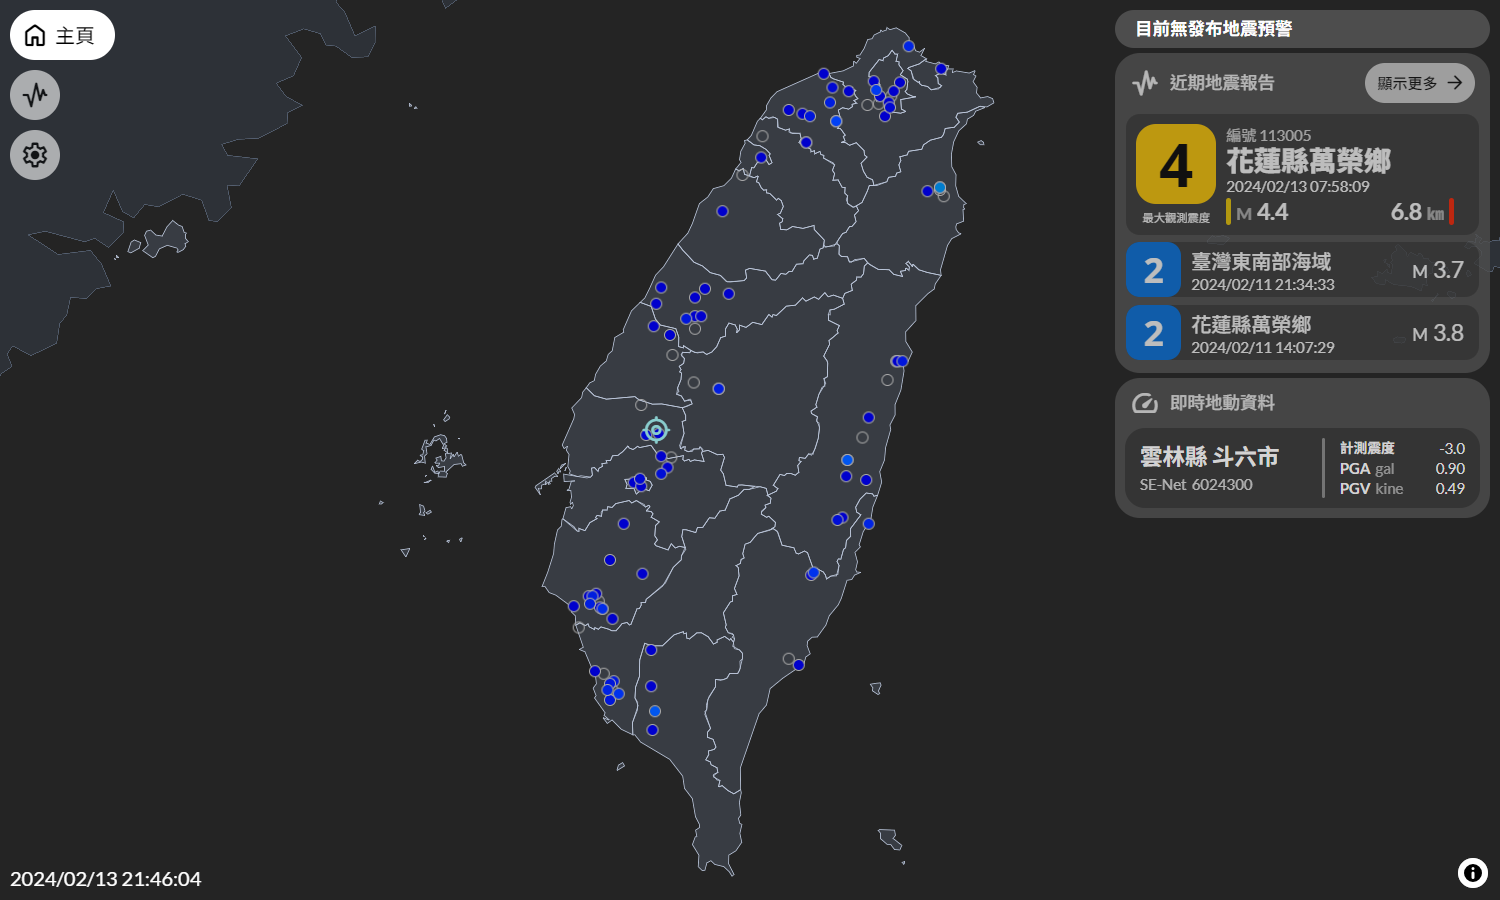 主頁
目前無發布地震預警
近期地震報告
顯示更多
4
最大觀測震度
編號 113005
花蓮縣萬榮鄉
2024/02/13 07:58:09
M 4.4
6.8 km
2
臺灣東南部海域
2024/02/11 21:34:33
M 3.7
2
花蓮縣萬榮鄉
2024/02/11 14:07:29
M 3.8
即時地動資料
雲林縣 斗六市
SE-Net 6024300
計測震度 -3.0
PGA gal 0.90
PGV kine 0.49
2024/02/13 21:46:04